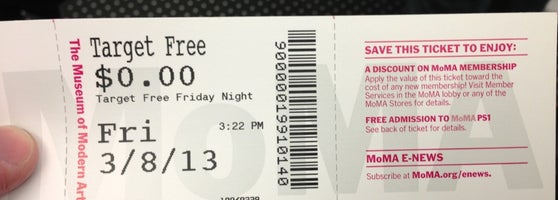 The Museum of Modern Art
Target Free
$0.00
Target Free Friday Night
Fri
3:22 PM
3/8/13
900000019910140
MoMA
SAVE THIS TICKET TO ENJOY:
A DISCOUNT ON MoMA MEMBERSHIP
Apply the value of this ticket toward the
cost of any new membership! Visit Member
Services in the MoMA lobby or any of the
MoMA Stores for details.
FREE ADMISSION TO MoMA PS1
See back of ticket for details.
MoMA E-NEWS
Subscribe at MoMA.org/enews.